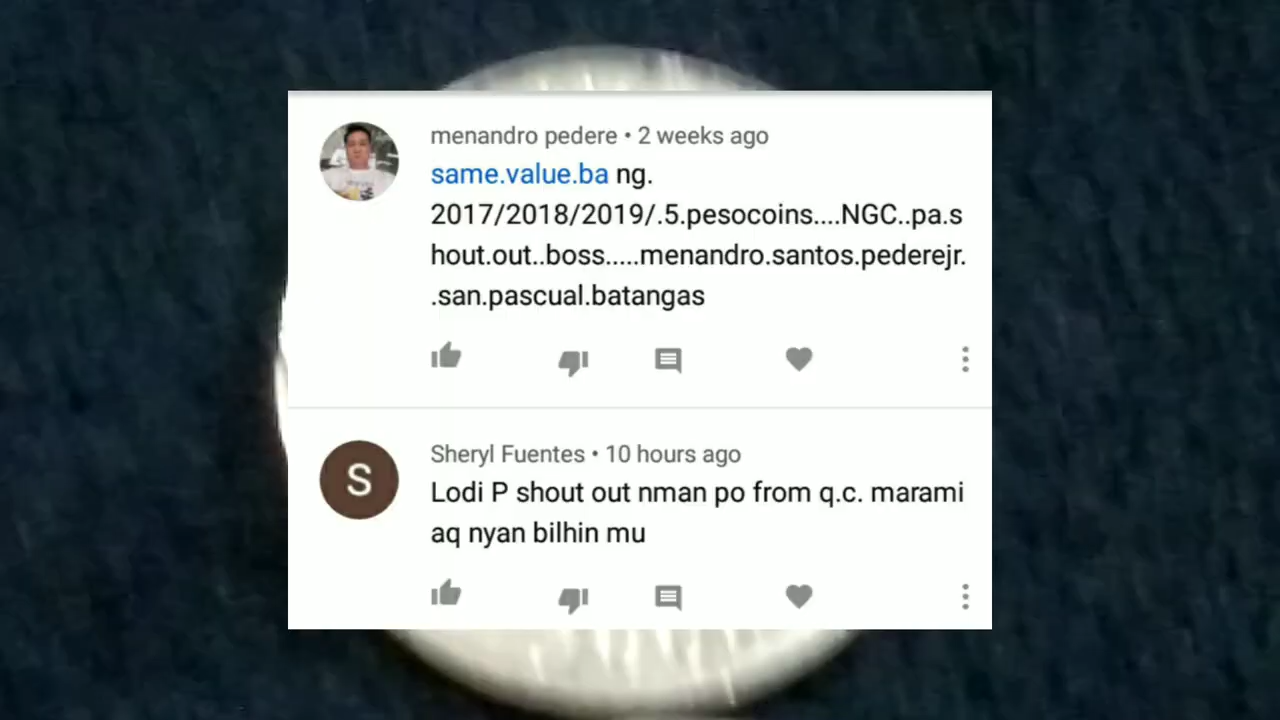 menandro pedere • 2 weeks ago
same.value.ba ng.
2017/2018/2019/.5.pesocoins....NGC..pa.s
hout.out..boss.....menandro.santos.pederejr.
.san.pascual.batangas
S
Sheryl Fuentes • 10 hours ago
Lodi P shout out nman po from q.c. marami
aq nyan bilhin mu